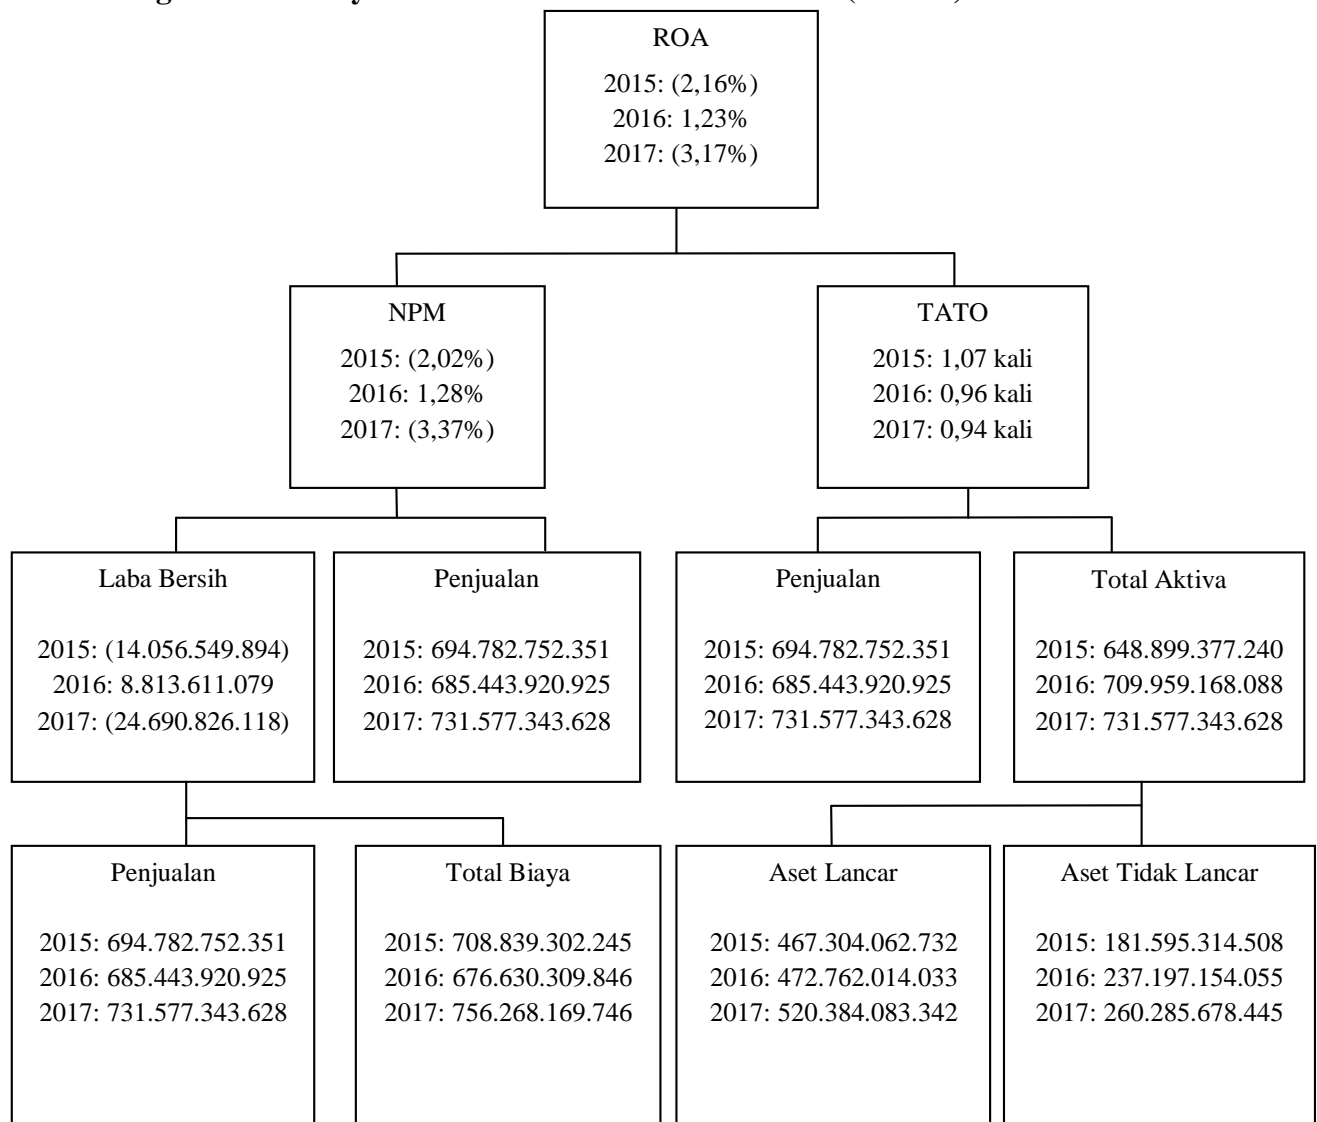 ROA
2015: (2,16%)
2016: 1,23%
2017: (3,17%)
NPM
2015: (2,02%)
2016: 1,28%
2017: (3,37%)
TATO
2015: 1,07 kali
2016: 0,96 kali
2017: 0,94 kali
Laba Bersih
2015: (14.056.549.894)
2016: 8.813.611.079
2017: (24.690.826.118)
Penjualan
2015: 694.782.752.351
2016: 685.443.920.925
2017: 731.577.343.628
Penjualan
2015: 694.782.752.351
2016: 685.443.920.925
2017: 731.577.343.628
Total Aktiva
2015: 648.899.377.240
2016: 709.959.168.088
2017: 731.577.343.628
Penjualan
2015: 694.782.752.351
2016: 685.443.920.925
2017: 731.577.343.628
Total Biaya
2015: 708.839.302.245
2016: 676.630.309.846
2017: 756.268.169.746
Aset Lancar
2015: 467.304.062.732
2016: 472.762.014.033
2017: 520.384.083.342
Aset Tidak Lancar
2015: 181.595.314.508
2016: 237.197.154.055
2017: 260.285.678.445